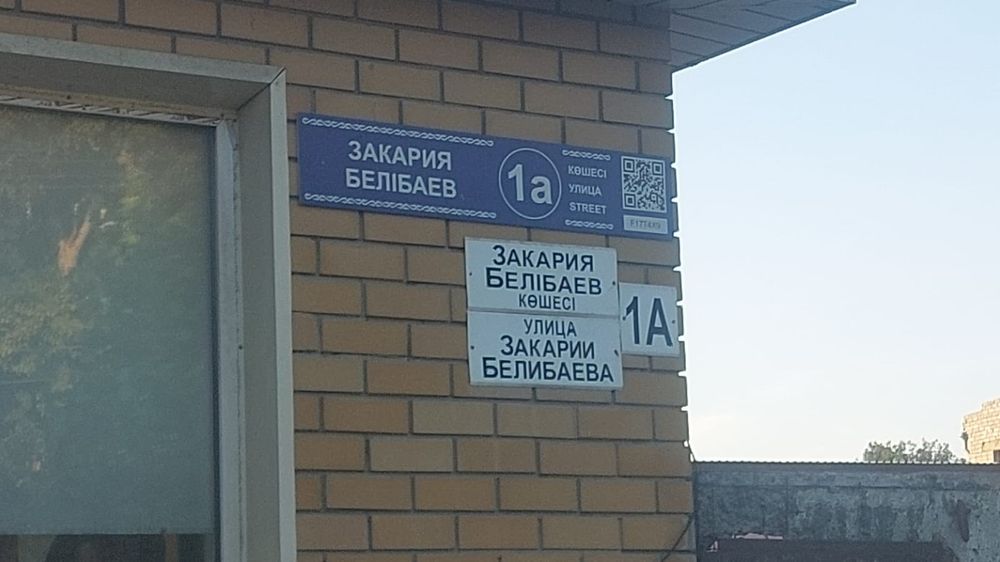 ЗАКАРИЯ
БЕЛІБАЕВ
1а
КӨШЕСІ
УЛИЦА
STREET
ЗАКАРИЯ
БЕЛІБАЕВ
КӨШЕСІ
УЛИЦА
ЗАКАРИИ
БЕЛИБАЕВА
1А